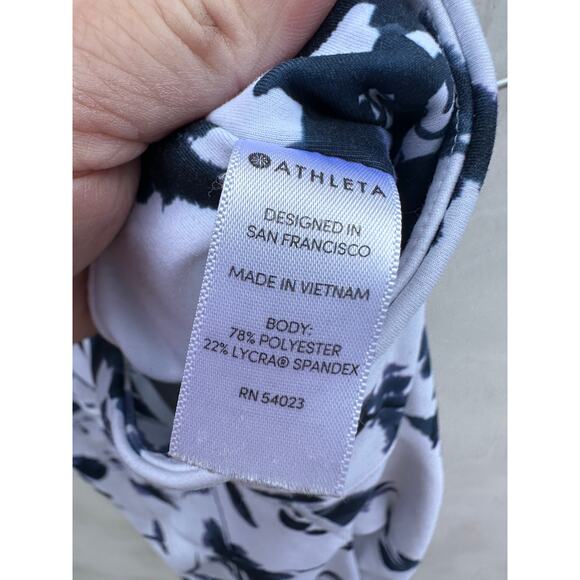 ATHLETA
DESIGNED IN
SAN FRANCISCO
MADE IN VIETNAM
BODY:
78% POLYESTER
22% LYCRA® SPANDEX
RN 54023